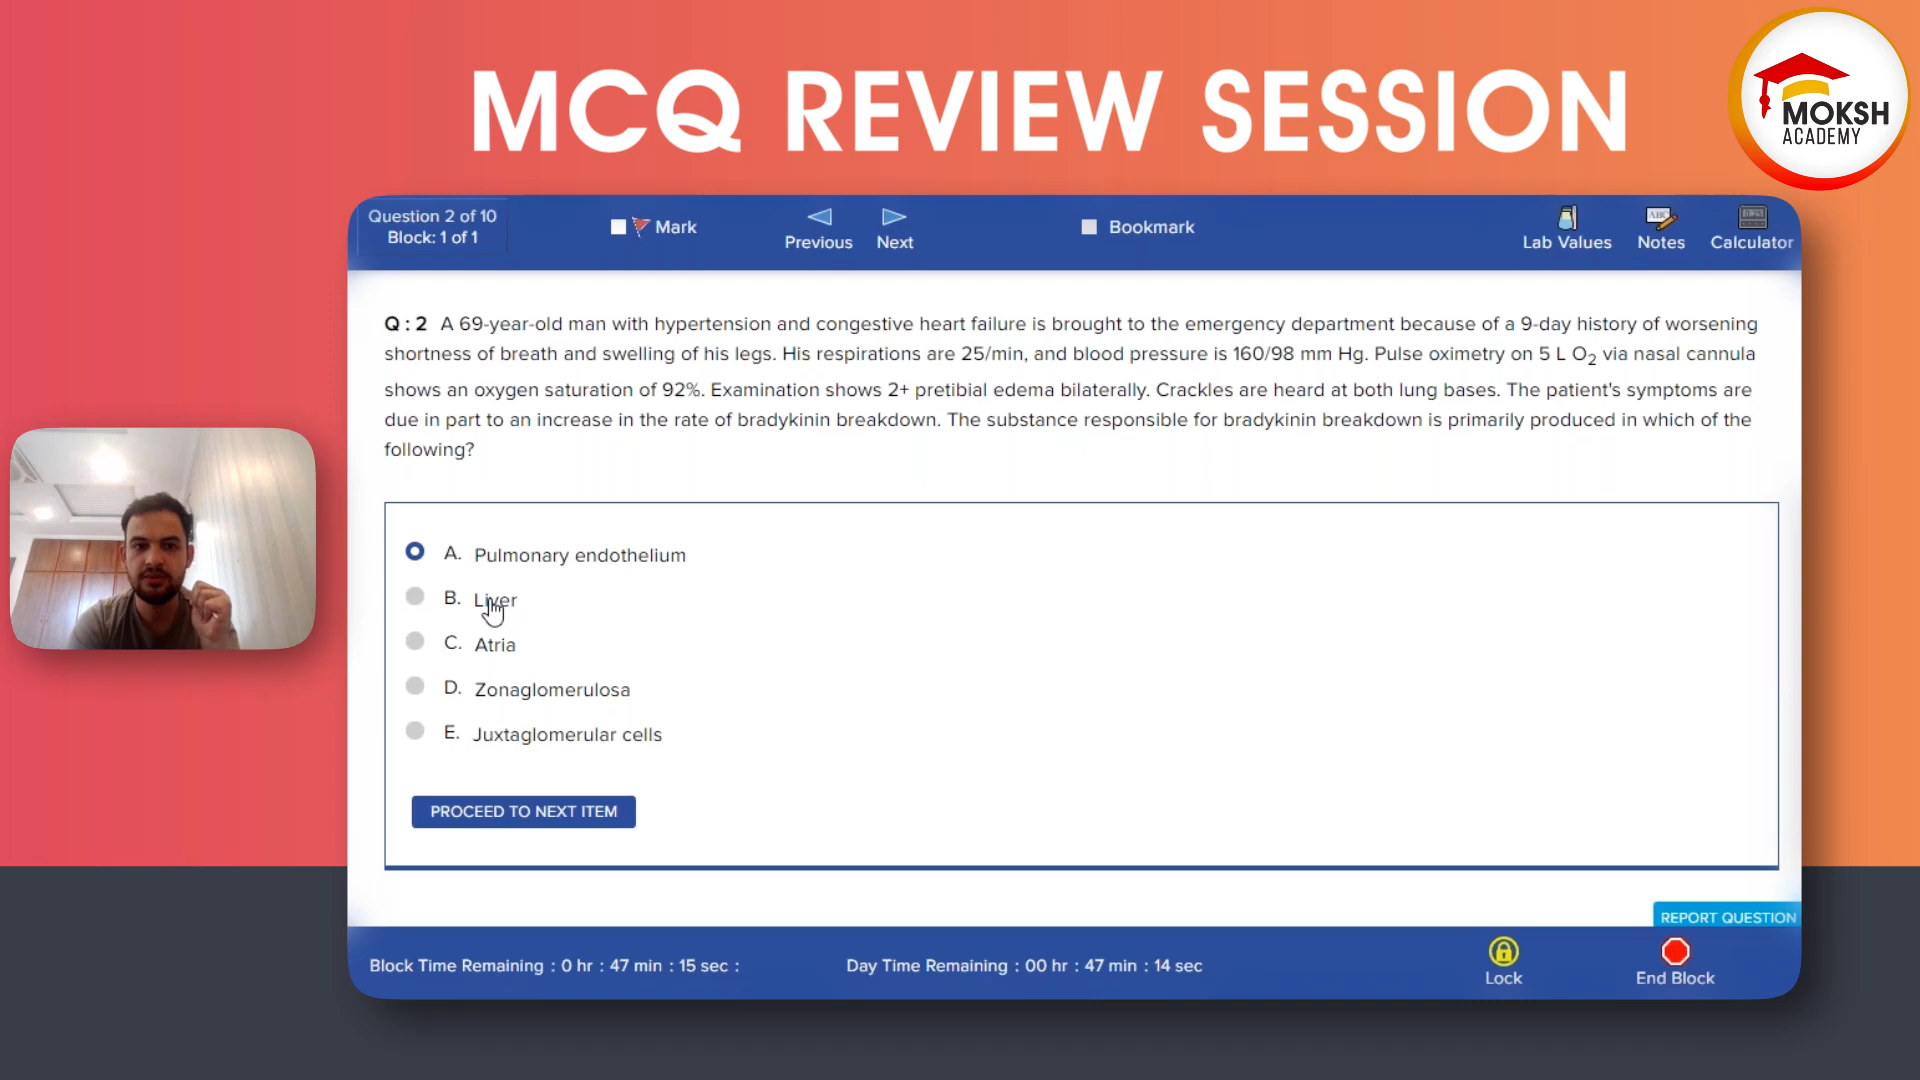 MCQ REVIEW SESSION
MOKSH
ACADEMY
Question 2 of 10
Block: 1 of 1
Mark
Previous
Next
Bookmark
Lab Values
Notes
Calculator
Q : 2 A 69-year-old man with hypertension and congestive heart failure is brought to the emergency department because of a 9-day history of worsening
shortness of breath and swelling of his legs. His respirations are 25/min, and blood pressure is 160/98 mm Hg. Pulse oximetry on 5 L O2 via nasal cannula
shows an oxygen saturation of 92%. Examination shows 2+ pretibial edema bilaterally. Crackles are heard at both lung bases. The patient's symptoms are
due in part to an increase in the rate of bradykinin breakdown. The substance responsible for bradykinin breakdown is primarily produced in which of the
following?
A. Pulmonary endothelium
B. Liver
C. Atria
D. Zonaglomerulosa
E. Juxtaglomerular cells
PROCEED TO NEXT ITEM
REPORT QUESTION
Block Time Remaining : 0 hr : 47 min : 15 sec :
Day Time Remaining : 00 hr : 47 min : 14 sec
Lock
End Block